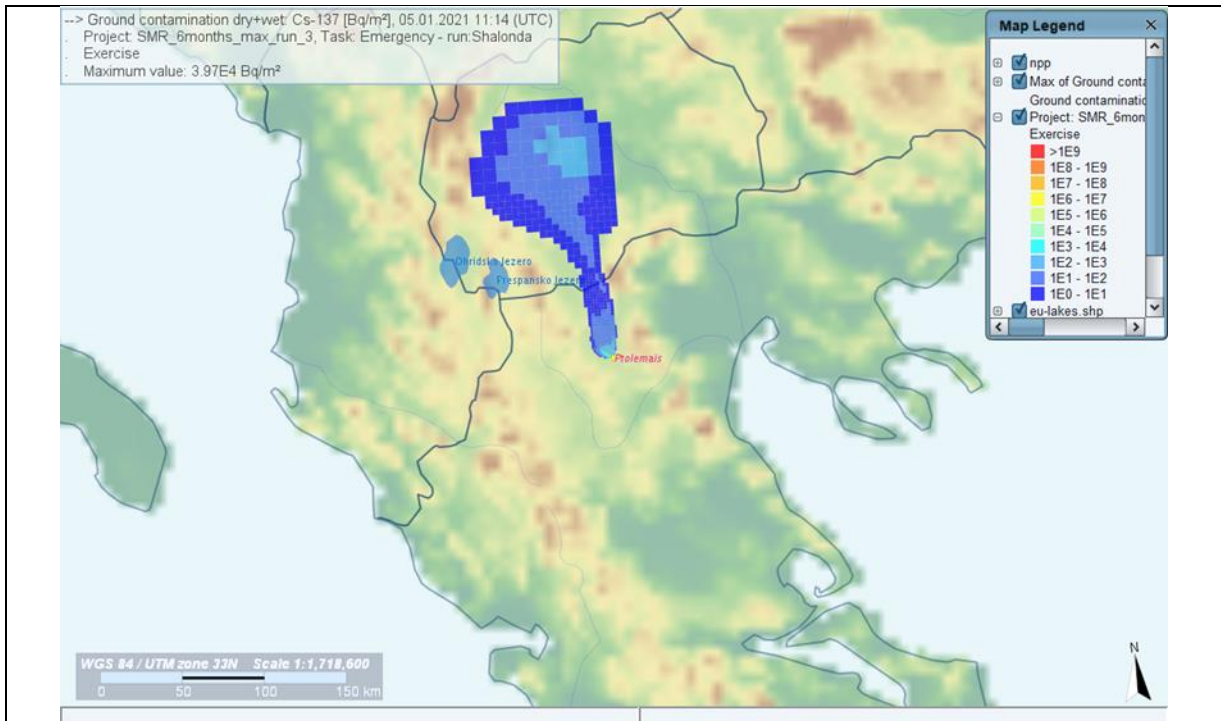 --> Ground contamination dry+wet: Cs-137 [Bq/m²], 05.01.2021 11:14 (UTC)
. Project: SMR_6months_max_run_3, Task: Emergency - run:Shalonda
. Exercise
. Maximum value: 3.97E4 Bq/m²
Map Legend
npp
Max of Ground conta
Ground contaminatio
Project: SMR_6mon
Exercise
>1E9
1E8 - 1E9
1E7 - 1E8
1E6 - 1E7
1E5 - 1E6
1E4 - 1E5
1E3 - 1E4
1E2 - 1E3
1E1 - 1E2
1E0 - 1E1
eu-lakes.shp
Ohridsko Jezero
Prespansko Jezero
Ptolemais
WGS 84 / UTM zone 33N Scale 1:1,718,600
0 50 100 150 km
N